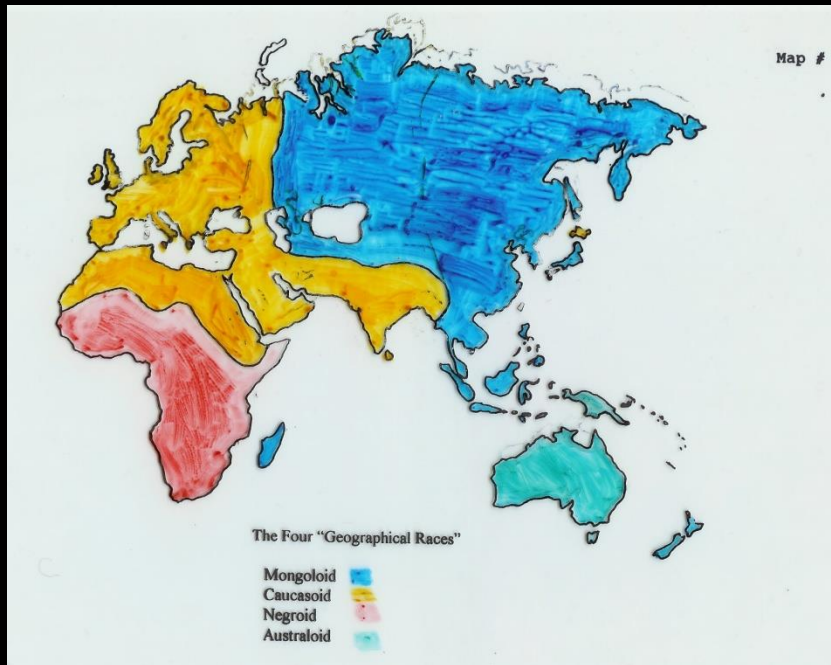 Map #
The Four "Geographical Races"
Mongoloid
Caucasoid
Negroid
Australoid